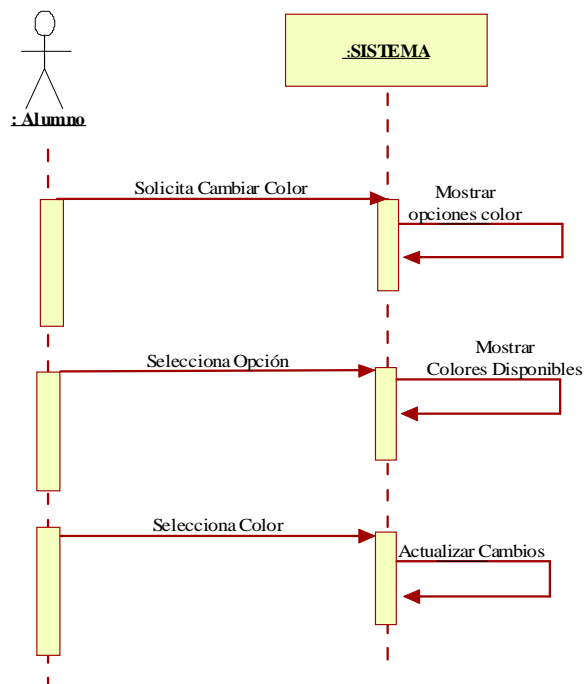 :SISTEMA
: Alumno
Solicita Cambiar Color
Mostrar
opciones color
Selecciona Opción
Mostrar
Colores Disponibles
Selecciona Color
Actualizar Cambios